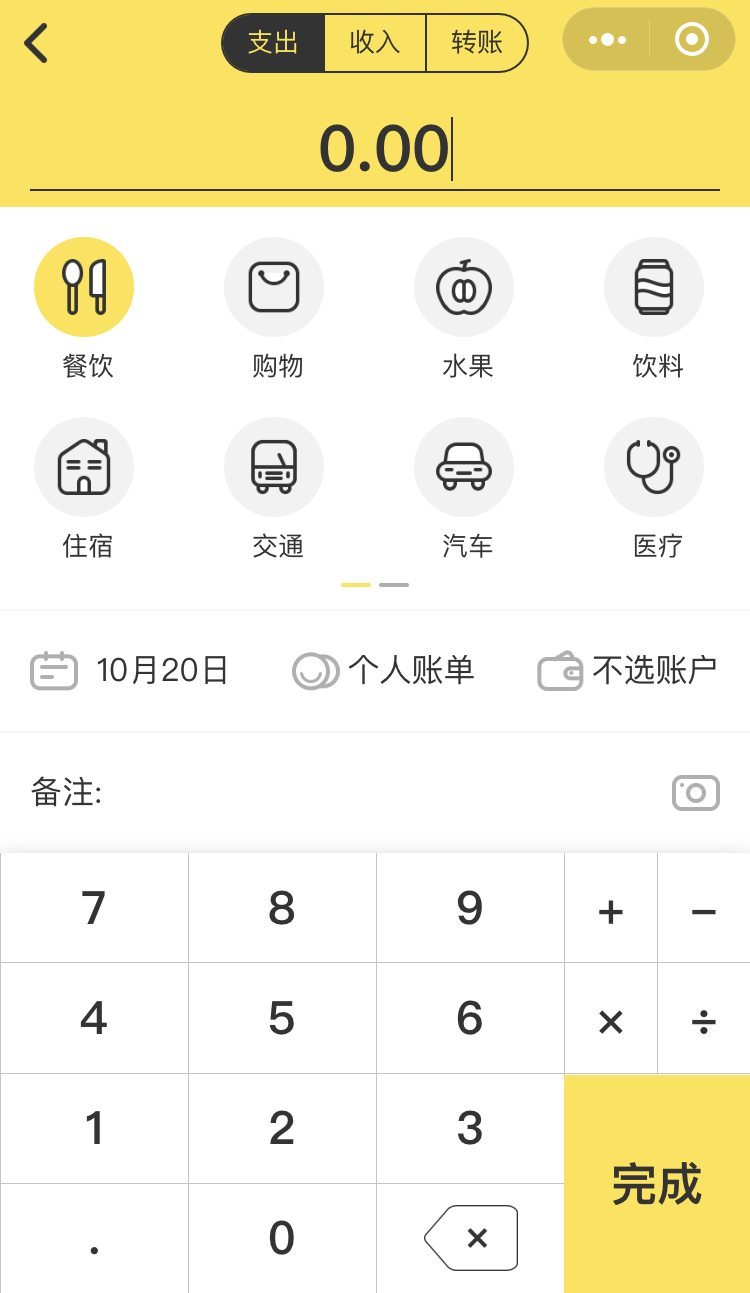 支出 收入 转账
0.00
餐饮 购物 水果 饮料
住宿 交通 汽车 医疗
10月20日 个人账单 不选账户
备注:
7 8 9 + −
4 5 6 × ÷
1 2 3
完成
. 0 ×